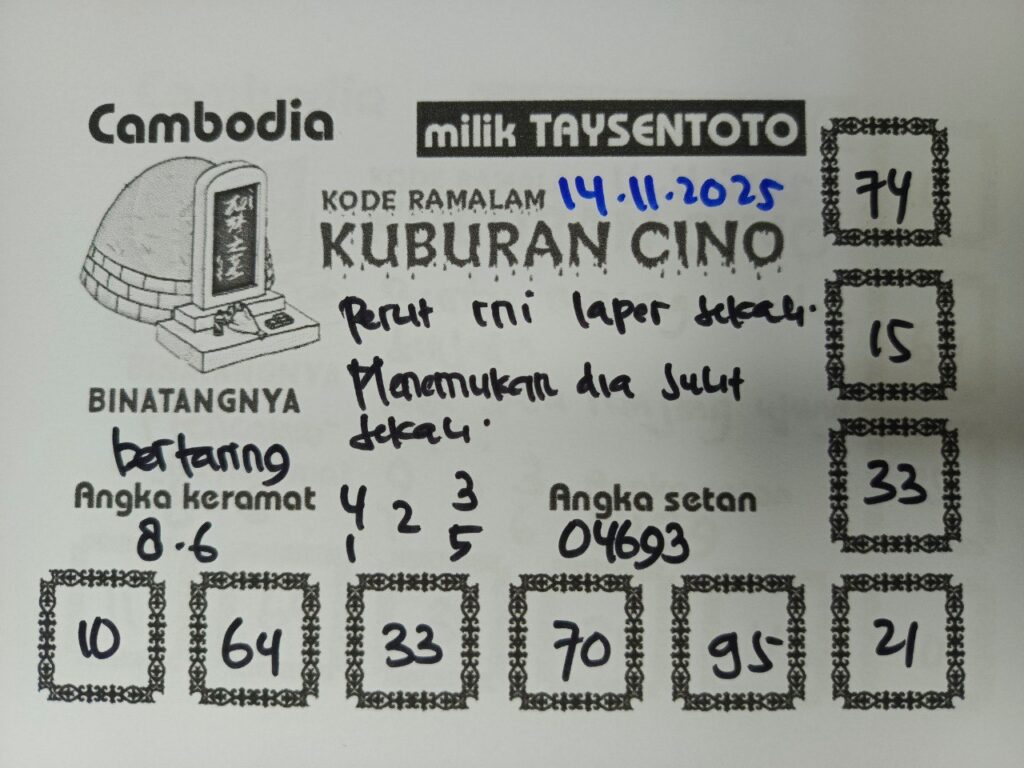 Cambodia
milik TAYSENTOTO
KODE RAMALAM 14.11.2025
KUBURAN CINO
Perut ini laper sekali.
Menemukan dia sulit
sekali.
BINATANGNYA
bertaring
Angka keramat
8.6
4 3
2
1 5
Angka setan
04693
74
15
33
10 64 33 70 95 21